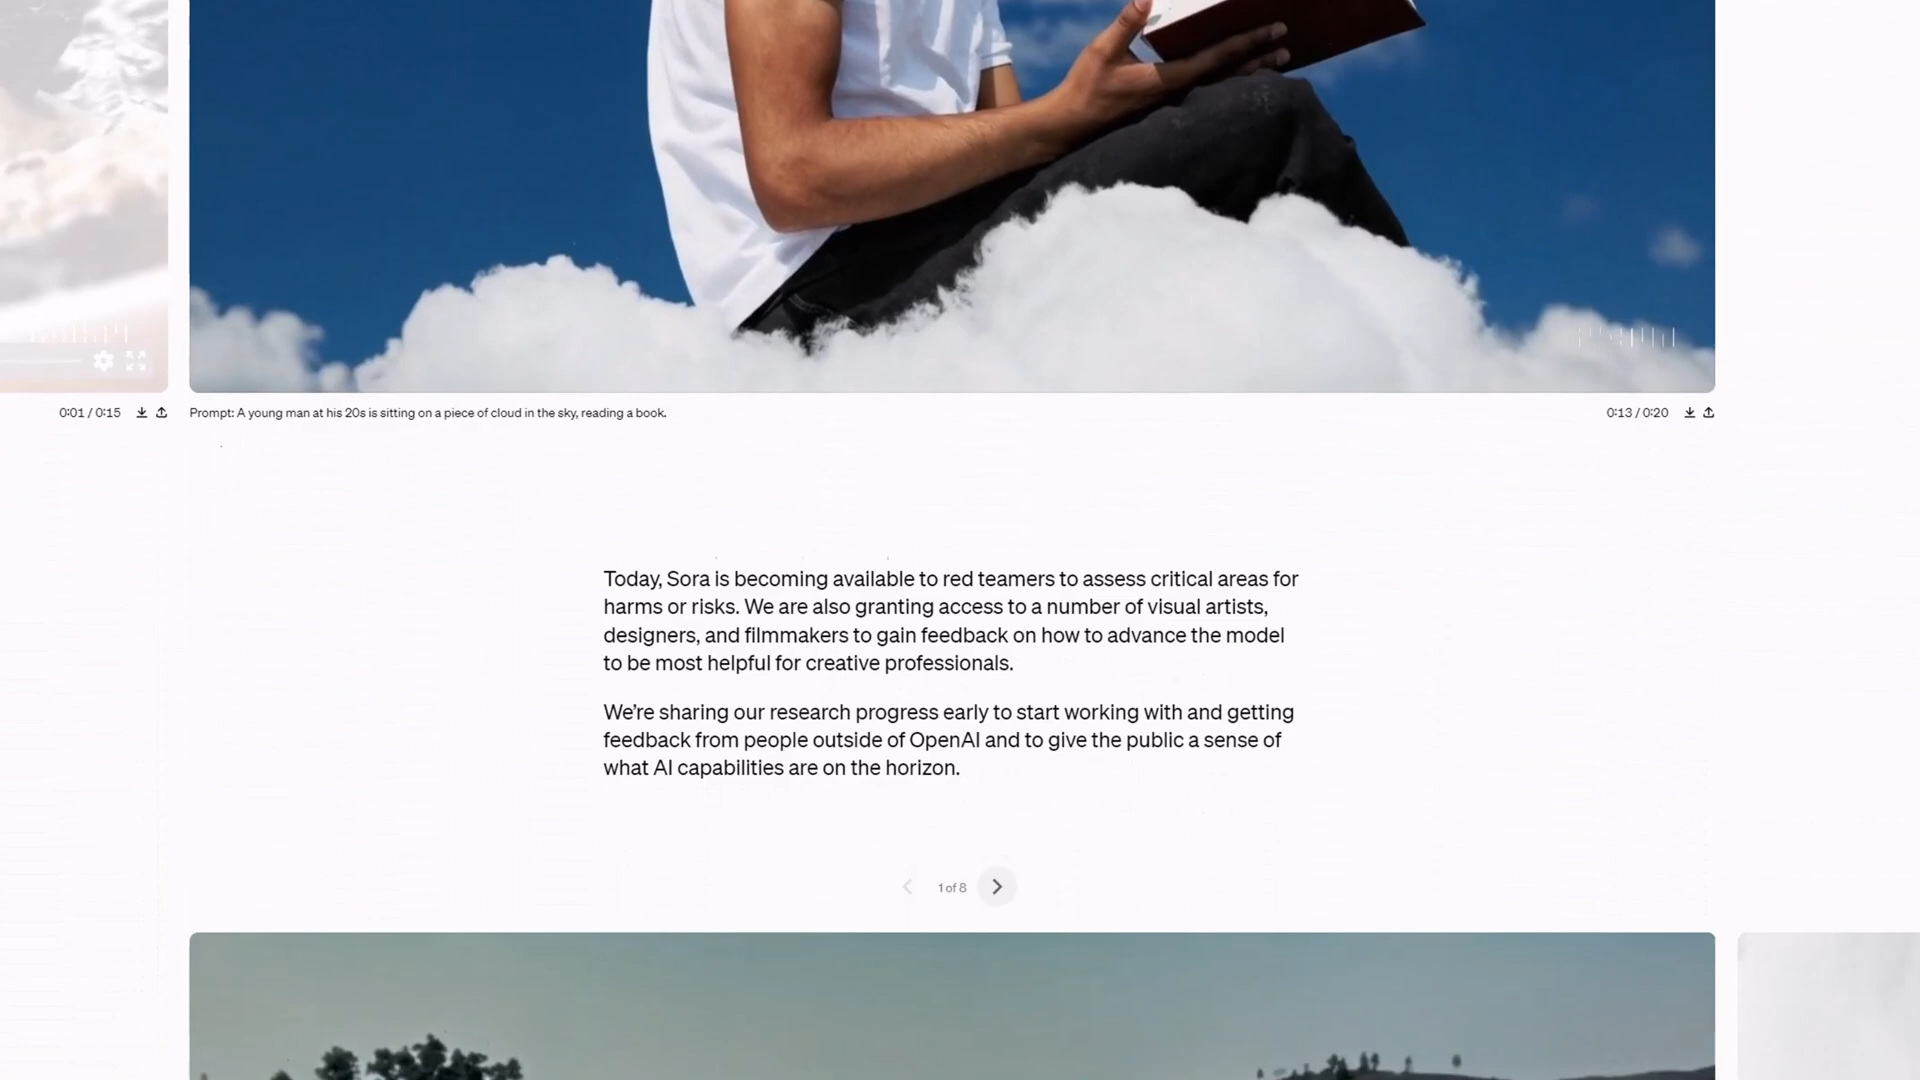 0:01 / 0:15
Prompt: A young man at his 20s is sitting on a piece of cloud in the sky, reading a book.
0:13 / 0:20
Today, Sora is becoming available to red teamers to assess critical areas for
harms or risks. We are also granting access to a number of visual artists,
designers, and filmmakers to gain feedback on how to advance the model
to be most helpful for creative professionals.
We’re sharing our research progress early to start working with and getting
feedback from people outside of OpenAI and to give the public a sense of
what AI capabilities are on the horizon.
1 of 8